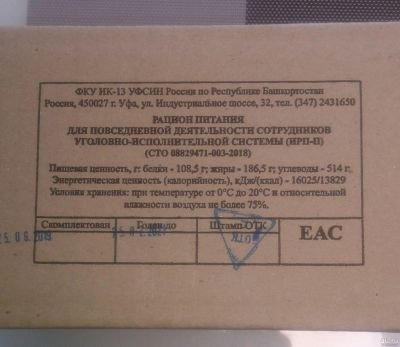 ФКУ ИК-13 УФСИН России по Республике Башкортостан
Россия, 450027 г. Уфа, ул. Индустриальное шоссе, 32, тел. (347) 2431650
РАЦИОН ПИТАНИЯ
ДЛЯ ПОВСЕДНЕВНОЙ ДЕЯТЕЛЬНОСТИ СОТРУДНИКОВ
УГОЛОВНО-ИСПОЛНИТЕЛЬНОЙ СИСТЕМЫ (ИРП-П)
(СТО 08829471-003-2018)
Пищевая ценность, г: белки - 108,5 г; жиры - 186,5 г; углеводы - 514 г,
Энергетическая ценность (калорийность), кДж/(ккал) - 16025/13829
Условия хранения: при температуре от 0°С до 20°С и относительной
влажности воздуха не более 75%.
Скомплектован Годен до Штамп ОТК ЕАС
ОТК